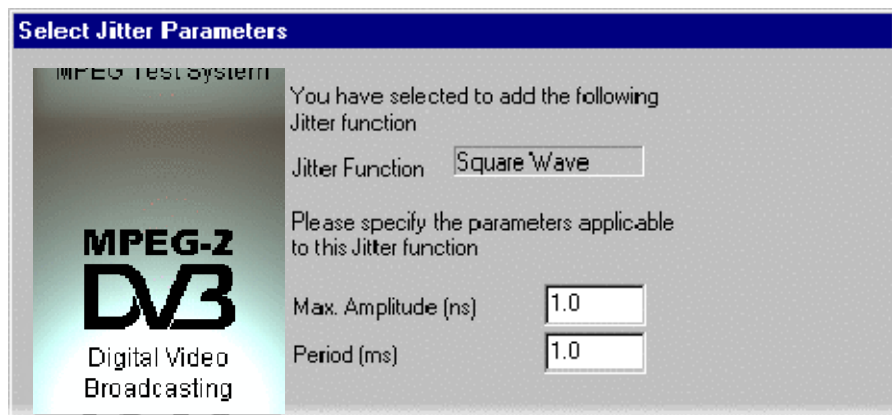 Select Jitter Parameters
MPEG Test System
You have selected to add the following
Jitter function
Jitter Function Square Wave
Please specify the parameters applicable
to this Jitter function
Max. Amplitude (ns) 1.0
Period (ms) 1.0
MPEG-2
DVB
Digital Video
Broadcasting